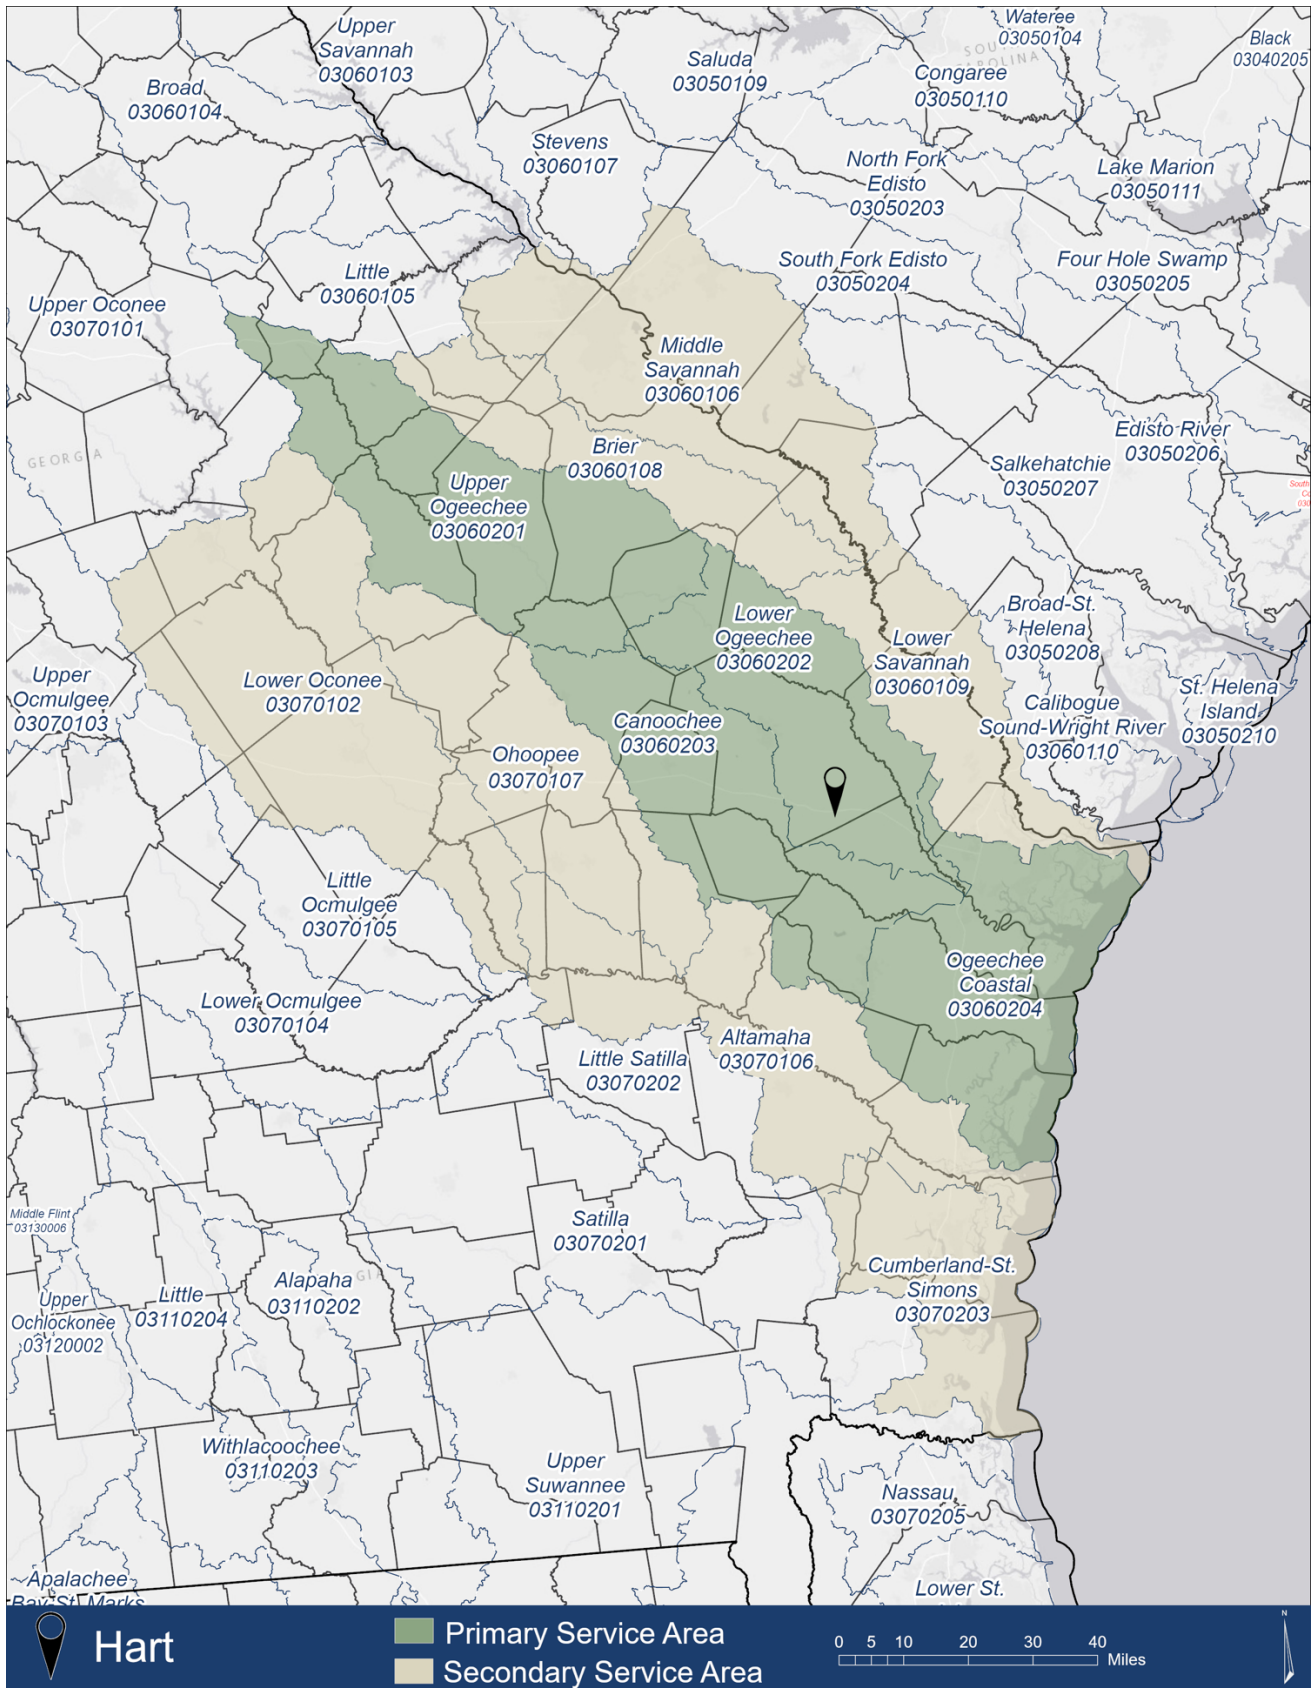 Upper
Savannah
03060103
Broad
03060104
Saluda
03050109
Wateree
03050104
Congaree
03050110
Black
03040205
Stevens
03060107
North Fork
Edisto
03050203
Lake Marion
03050111
South Fork Edisto
03050204
Four Hole Swamp
03050205
Little
03060105
Upper Oconee
03070101
Middle
Savannah
03060106
GEORGIA
Brier
03060108
Edisto River
03050206
Salkehatchie
03050207
Upper
Ogeechee
03060201
Lower
Ogeechee
03060202
Broad-St.
Helena
03050208
Lower
Savannah
03060109
Upper
Ocmulgee
03070103
Lower Oconee
03070102
Canoochee
03060203
Calibogue
Sound-Wright River
03060110
St. Helena
Island
03050210
Ohoopee
03070107
Little
Ocmulgee
03070105
Ogeechee
Coastal
03060204
Lower Ocmulgee
03070104
Altamaha
03070106
Little Satilla
03070202
Middle Flint
03130006
Satilla
03070201
Cumberland-St.
Simons
03070203
Upper
Ochlockonee
03120002
Little
03110204
Alapaha
03110202
Withlacoochee
03110203
Upper
Suwannee
03110201
Nassau
03070205
Apalachee
Bay-St. Marks
Lower St.
Hart
Primary Service Area
Secondary Service Area
0 5 10 20 30 40
Miles
N